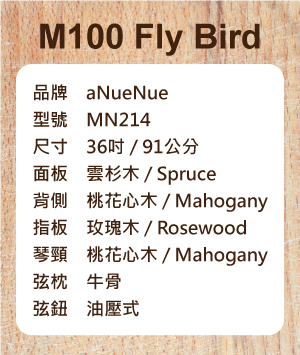 M100 Fly Bird
品牌 aNueNue
型號 MN214
尺寸 36吋 / 91公分
面板 雲杉木 / Spruce
背側 桃花心木 / Mahogany
指板 玫瑰木 / Rosewood
琴頸 桃花心木 / Mahogany
弦枕 牛骨
弦鈕 油壓式